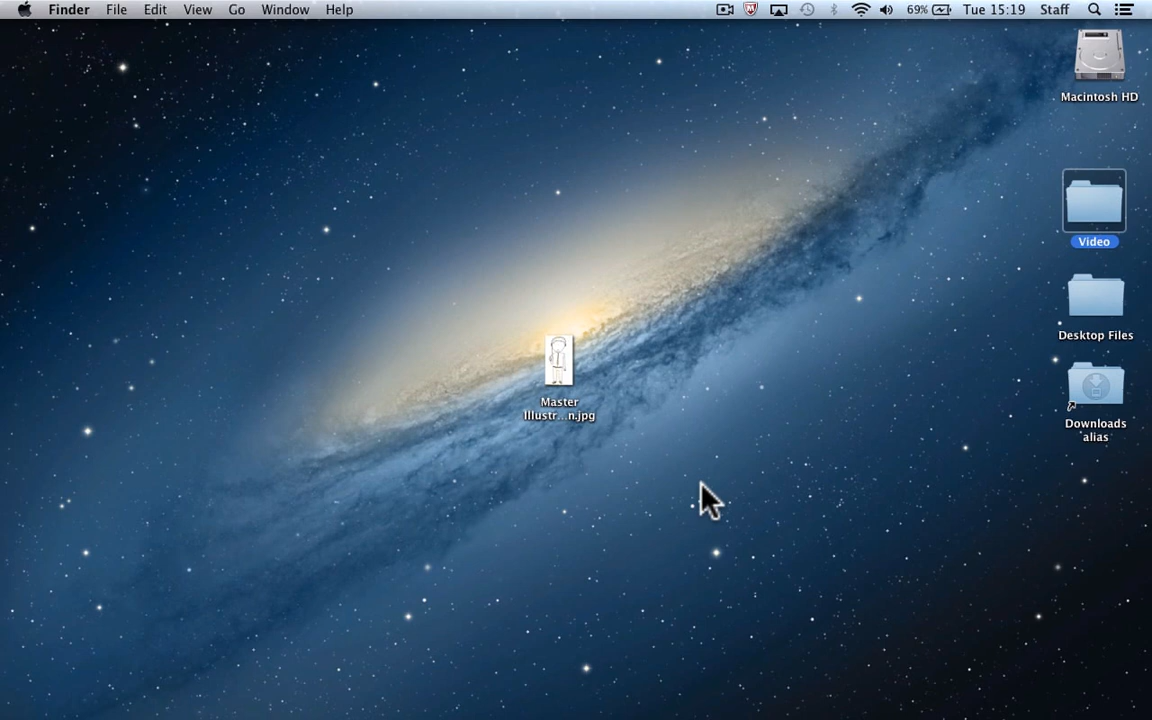 Finder File Edit View Go Window Help 69% Tue 15:19 Staff
Macintosh HD
Video
Desktop Files
Master
Illustr...n.jpg
Downloads
alias